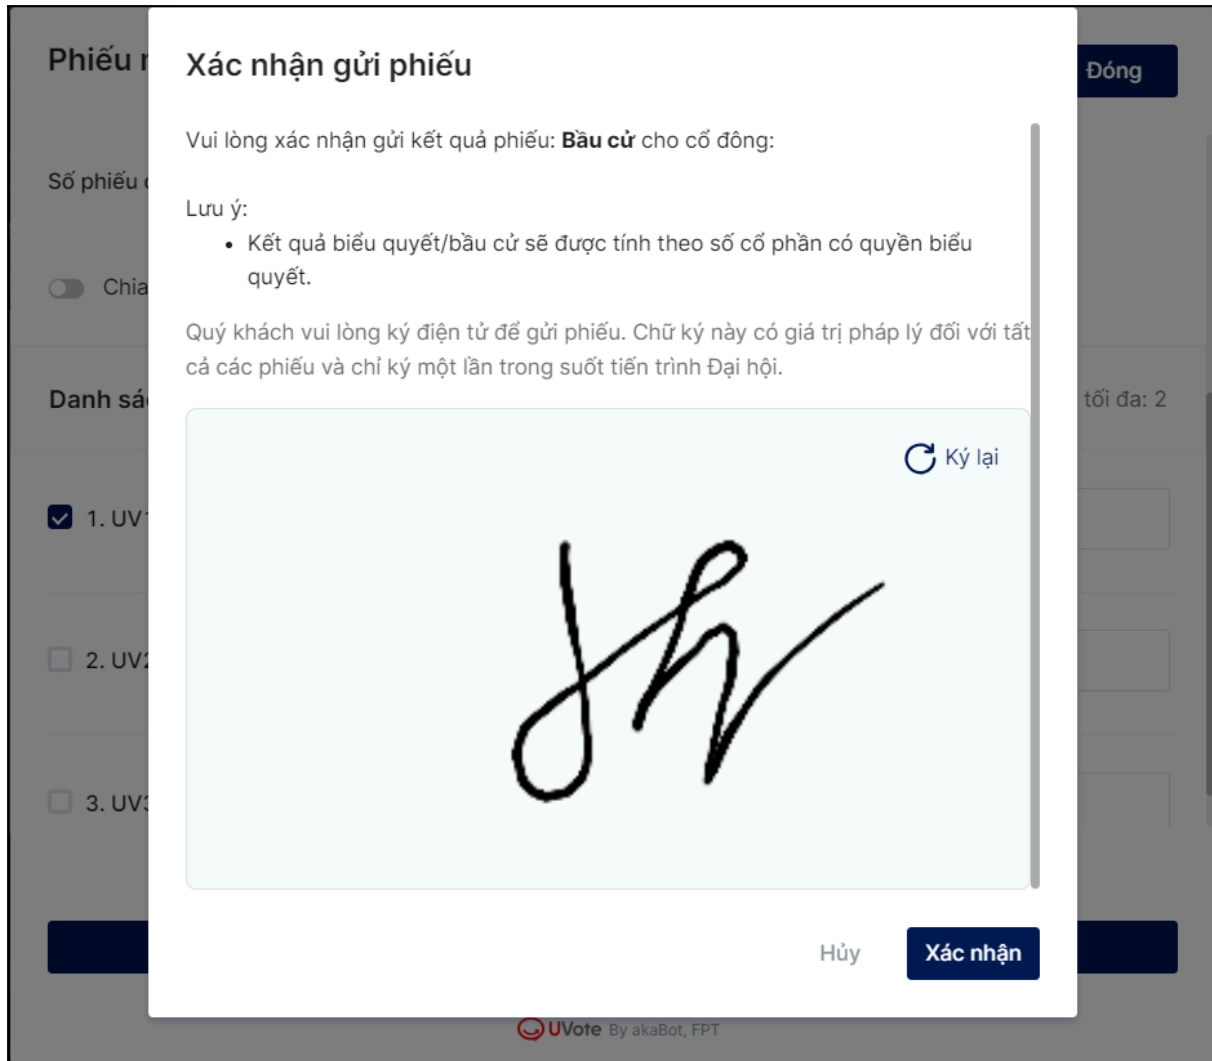 Phiếu
Xác nhận gửi phiếu
Đóng
Vui lòng xác nhận gửi kết quả phiếu: Bầu cử cho cổ đông:
Số phiếu
Lưu ý:
• Kết quả biểu quyết/bầu cử sẽ được tính theo số cổ phần có quyền biểu
quyết.
Chia
Quý khách vui lòng ký điện tử để gửi phiếu. Chữ ký này có giá trị pháp lý đối với tất
cả các phiếu và chỉ ký một lần trong suốt tiến trình Đại hội.
Danh
tối đa: 2
Ký lại
1. UV1
2. UV2
3. UV3
Hủy
Xác nhận
UVote By akaBot, FPT